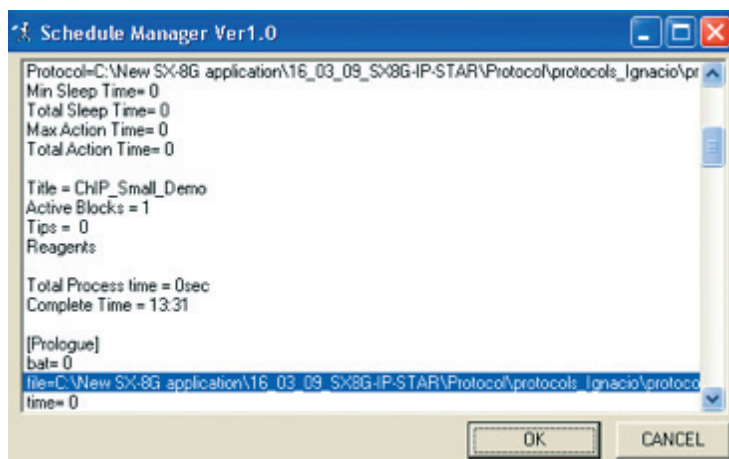 Schedule Manager Ver1.0
Protocol=C:\New SX-8G application\16_03_09_SX8G-IP-STAR\Protocol\protocols_Ignacio\pr
Min Sleep Time= 0
Total Sleep Time= 0
Max Action Time= 0
Total Action Time= 0
Title = ChIP_Small_Demo
Active Blocks = 1
Tips = 0
Reagents
Total Process time = 0sec
Complete Time = 13:31
[Prologue]
bat= 0
file=C:\New SX-8G application\16_03_09_SX8G-IP-STAR\Protocol\protocols_Ignacio\protoco
time= 0
OK CANCEL